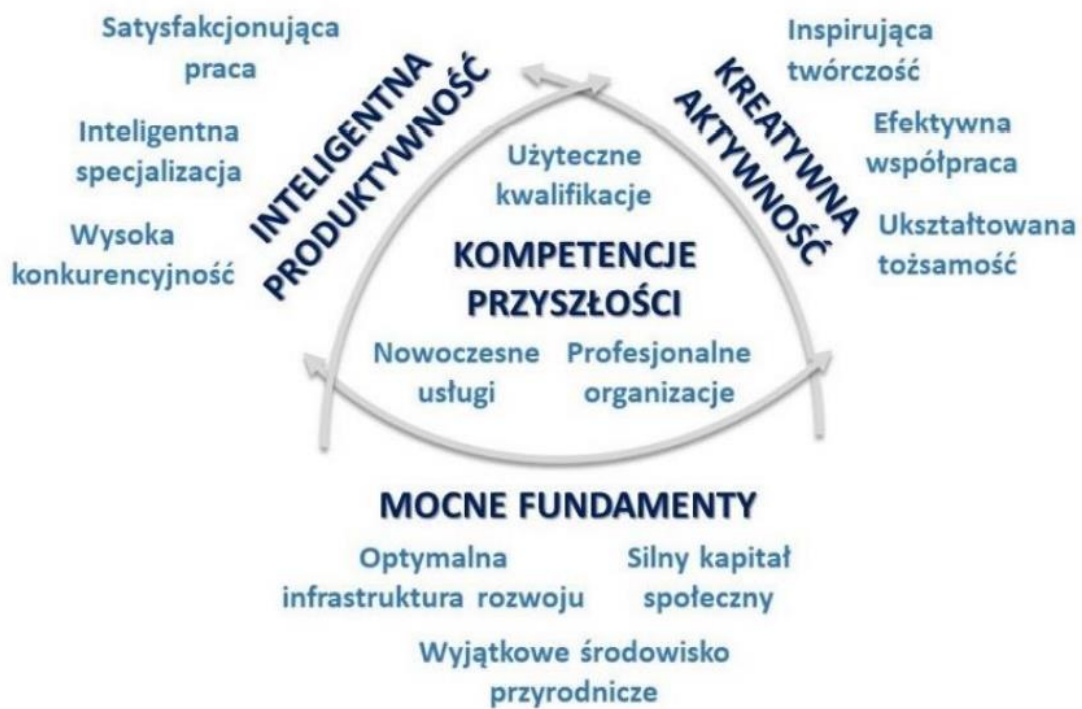 Satysfakcjonująca
praca
Inteligentna
specjalizacja
Wysoka
konkurencyjność
INTELIGENTNA
PRODUKTYWNOŚĆ
Użyteczne
kwalifikacje
KOMPETENCJE
PRZYSZŁOŚCI
Nowoczesne
usługi
Profesjonalne
organizacje
KREATYWNA
AKTYWNOŚĆ
Inspirująca
twórczość
Efektywna
współpraca
Ukształtowana
tożsamość
MOCNE FUNDAMENTY
Optymalna
infrastruktura rozwoju
Silny kapitał
społeczny
Wyjątkowe środowisko
przyrodnicze